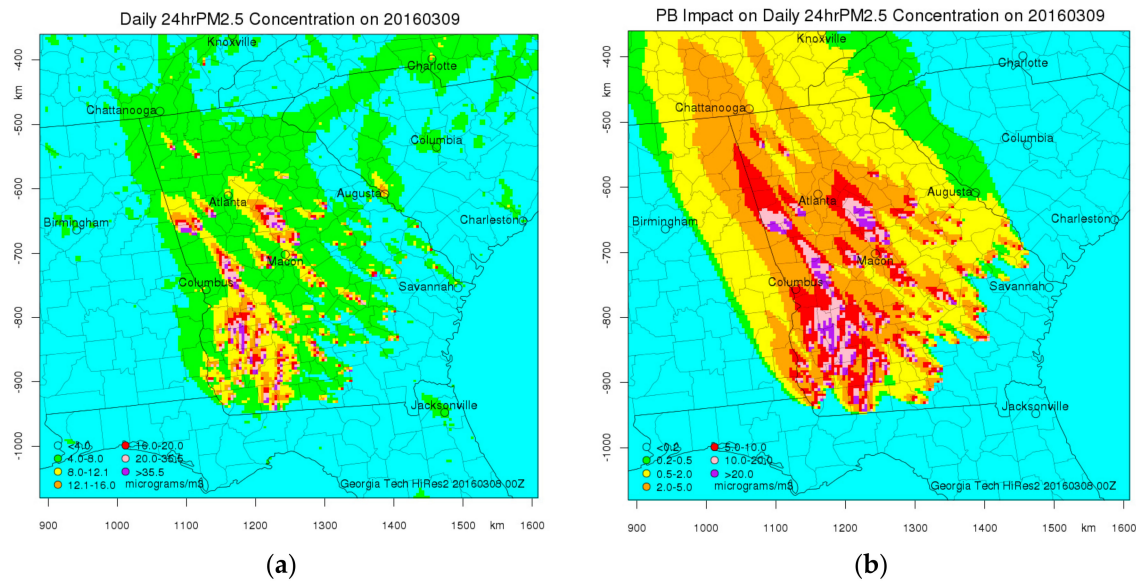 Daily 24hrPM2.5 Concentration on 20160309
Knoxville
Charlotte
Chattanooga
Columbia
Augusta
Atlanta
Birmingham
Charleston
Macon
Columbus
Savannah
Jacksonville
<4.0
4.0-8.0
8.0-12.1
12.1-16.0
16.0-20.0
20.0-35.5
>35.5
micrograms/m3
Georgia Tech HiRes2 20160308 00Z
-400
km
-500
-600
-700
-800
-900
-1000
900
1000
1100
1200
1300
1400
1500
km
1600
(a)
PB Impact on Daily 24hrPM2.5 Concentration on 20160309
Knoxville
Charlotte
Chattanooga
Columbia
Augusta
Atlanta
Birmingham
Charleston
Macon
Columbus
Savannah
Jacksonville
<0.2
0.2-0.5
0.5-2.0
2.0-5.0
5.0-10.0
10.0-20.0
>20.0
micrograms/m3
Georgia Tech HiRes2 20160308 00Z
-400
km
-500
-600
-700
-800
-900
-1000
900
1000
1100
1200
1300
1400
1500
km
1600
(b)